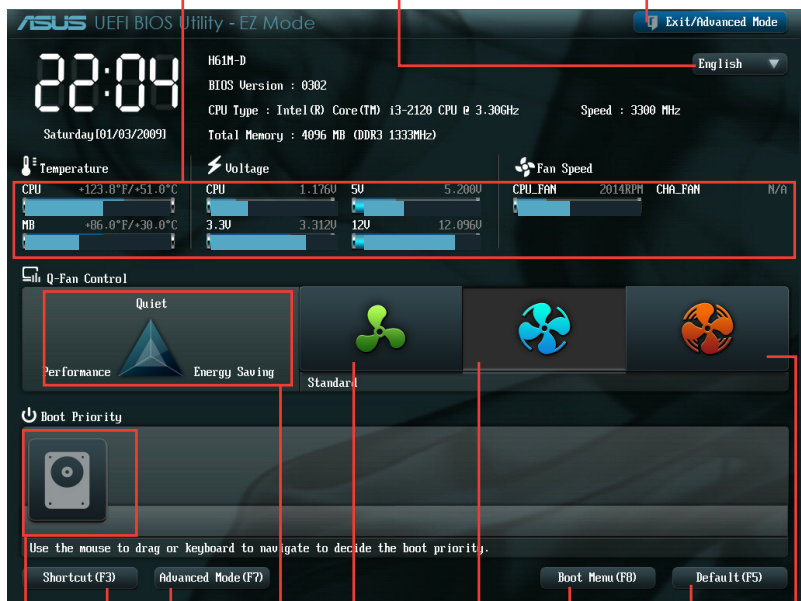 ASUS UEFI BIOS Utility - EZ Mode
Exit/Advanced Mode
English
22:04
Saturday[01/03/2009]
H61M-D
BIOS Version : 0302
CPU Type : Intel(R) Core(TM) i3-2120 CPU @ 3.30GHz Speed : 3300 MHz
Total Memory : 4096 MB (DDR3 1333MHz)
Temperature
CPU +123.8°F/+51.0°C
MB +86.0°F/+30.0°C
Voltage
CPU 1.176V 5V 5.200V
3.3V 3.312V 12V 12.096V
Fan Speed
CPU_FAN 2014RPM CHA_FAN N/A
Q-Fan Control
Quiet
Performance Energy Saving
Standard
Boot Priority
Use the mouse to drag or keyboard to navigate to decide the boot priority.
Shortcut(F3) Advanced Mode(F7) Boot Menu(F8) Default(F5)